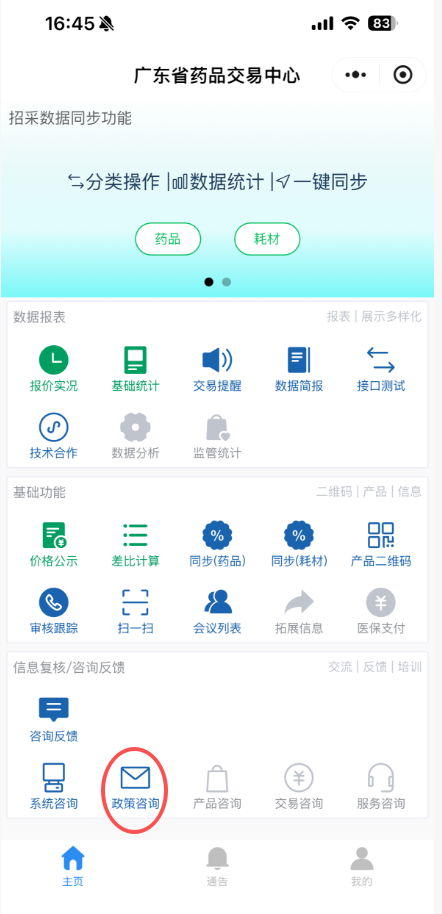 16:45
83
广东省药品交易中心
招采数据同步功能
分类操作 | 数据统计 | 一键同步
药品 耗材
数据报表 报表 | 展示多样化
报价实况 基础统计 交易提醒 数据简报 接口测试
技术合作 数据分析 监管统计
基础功能 二维码 | 产品 | 信息
价格公示 差比计算 同步(药品) 同步(耗材) 产品二维码
审核跟踪 扫一扫 会议列表 拓展信息 医保支付
信息复核/咨询反馈 交流 | 反馈 | 培训
咨询反馈
系统咨询 政策咨询 产品咨询 交易咨询 服务咨询
主页 通告 我的